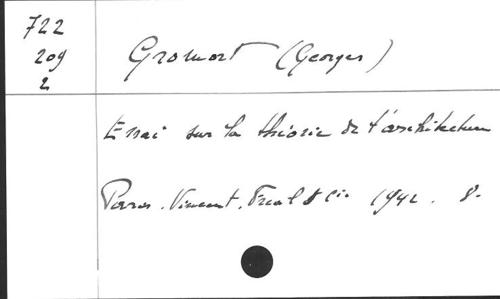 722
209
2
Gromort (Georges)
Essai sur la théorie de l'architecture
Paris. Vincent. Fréal & Cie 1942. 8.